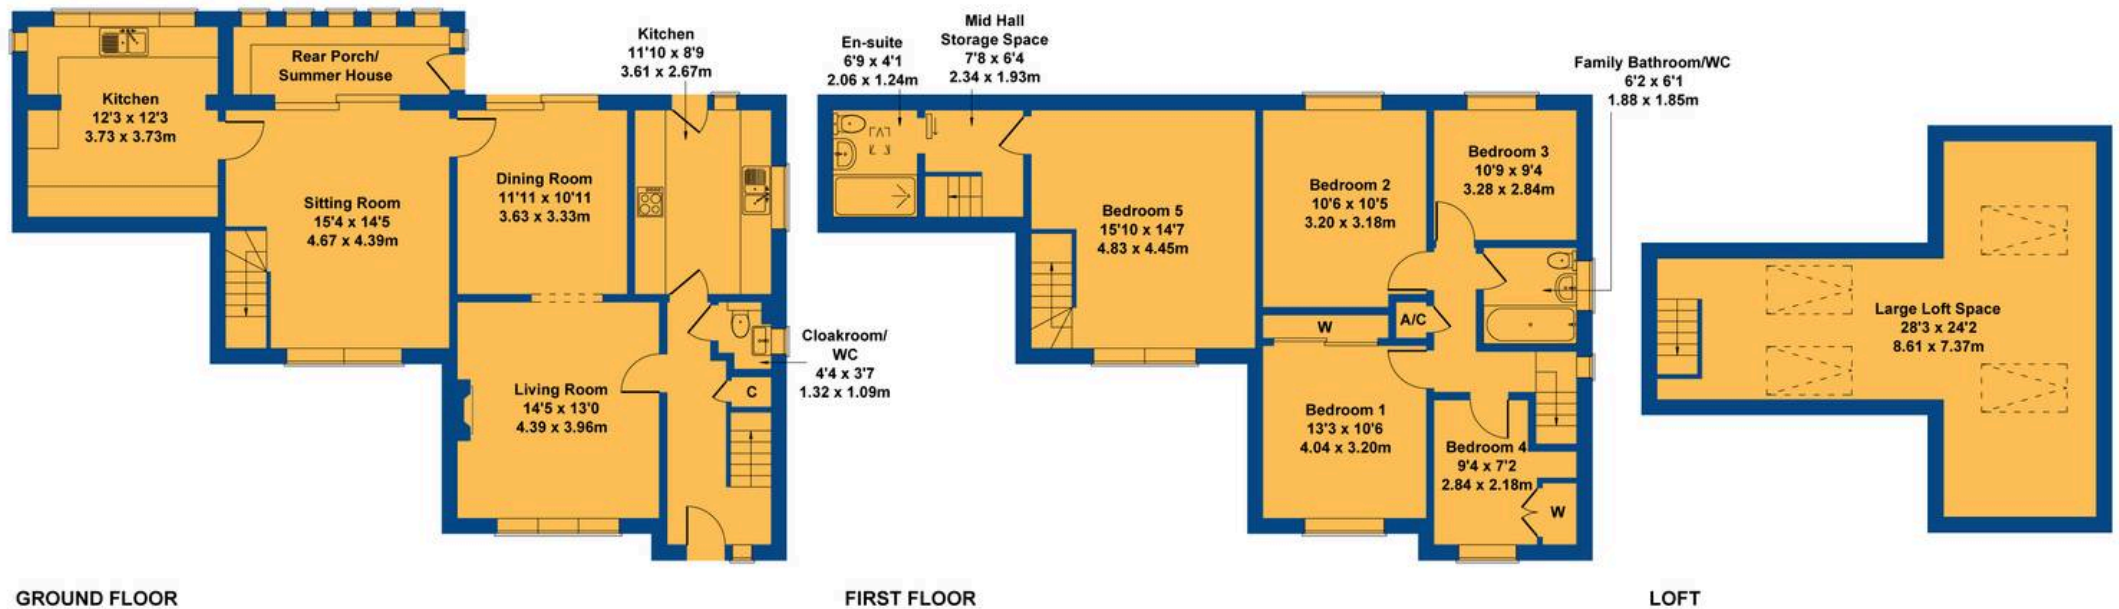 Kitchen
12'3 x 12'3
3.73 x 3.73m
Rear Porch/
Summer House
Sitting Room
15'4 x 14'5
4.67 x 4.39m
Dining Room
11'11 x 10'11
3.63 x 3.33m
Kitchen
11'10 x 8'9
3.61 x 2.67m
Living Room
14'5 x 13'0
4.39 x 3.96m
Cloakroom/
WC
4'4 x 3'7
1.32 x 1.09m
C
GROUND FLOOR
En-suite
6'9 x 4'1
2.06 x 1.24m
Mid Hall
Storage Space
7'8 x 6'4
2.34 x 1.93m
Bedroom 5
15'10 x 14'7
4.83 x 4.45m
Bedroom 2
10'6 x 10'5
3.20 x 3.18m
Bedroom 3
10'9 x 9'4
3.28 x 2.84m
Family Bathroom/WC
6'2 x 6'1
1.88 x 1.85m
A/C
W
Bedroom 1
13'3 x 10'6
4.04 x 3.20m
Bedroom 4
9'4 x 7'2
2.84 x 2.18m
W
FIRST FLOOR
Large Loft Space
28'3 x 24'2
8.61 x 7.37m
LOFT